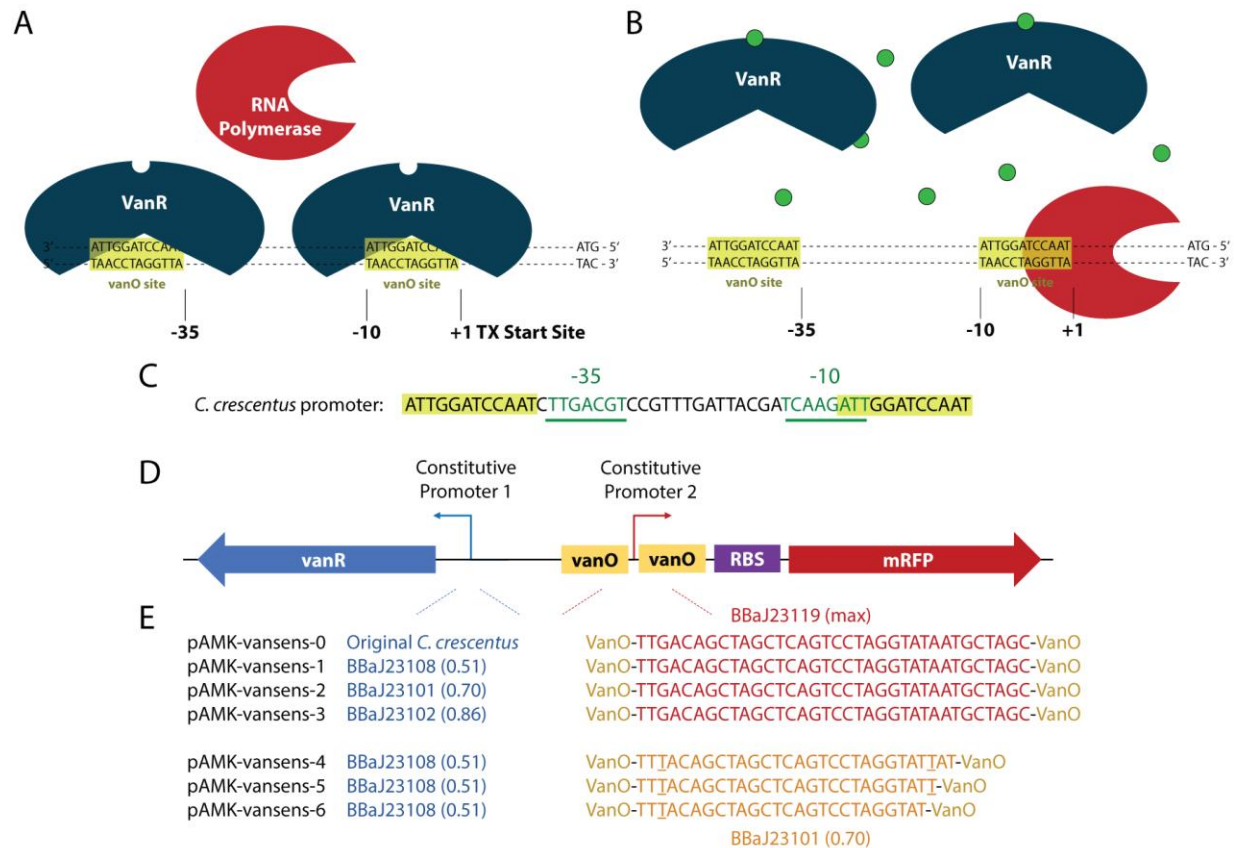 A
B
VanR
VanR
RNA
Polymerase
VanR
VanR
3' ATTGGATCCAA ATTGGATCC ATG - 5'
5' TAACCTAGGTTA TAACCTAGGTTA TAC - 3'
vanO site vanO site
-35 -10 +1 TX Start Site
3' ATTGGATCCAAT ATTGGATCCAAT ATG - 5'
5' TAACCTAGGTTA TAACCTAGGTTA TAC - 3'
vanO site vanO site
-35 -10 +1
C
-35 -10
C. crescentus promoter: ATTGGATCCAATCTTGACGTCCGTTTGATTACGATCAAGATTGGATCCAAT
D
Constitutive Promoter 1
Constitutive Promoter 2
vanR vanO vanO RBS mRFP
E
BBaJ23119 (max)
pAMK-vansens-0 Original C. crescentus VanO-TTGACAGCTAGCTCAGTCCTAGGTATAATGCTAGC-VanO
pAMK-vansens-1 BBaJ23108 (0.51) VanO-TTGACAGCTAGCTCAGTCCTAGGTATAATGCTAGC-VanO
pAMK-vansens-2 BBaJ23101 (0.70) VanO-TTGACAGCTAGCTCAGTCCTAGGTATAATGCTAGC-VanO
pAMK-vansens-3 BBaJ23102 (0.86) VanO-TTGACAGCTAGCTCAGTCCTAGGTATAATGCTAGC-VanO
pAMK-vansens-4 BBaJ23108 (0.51) VanO-TTTACAGCTAGCTCAGTCCTAGGTATTAT-VanO
pAMK-vansens-5 BBaJ23108 (0.51) VanO-TTTACAGCTAGCTCAGTCCTAGGTATT-VanO
pAMK-vansens-6 BBaJ23108 (0.51) VanO-TTTACAGCTAGCTCAGTCCTAGGTAT-VanO
BBaJ23101 (0.70)